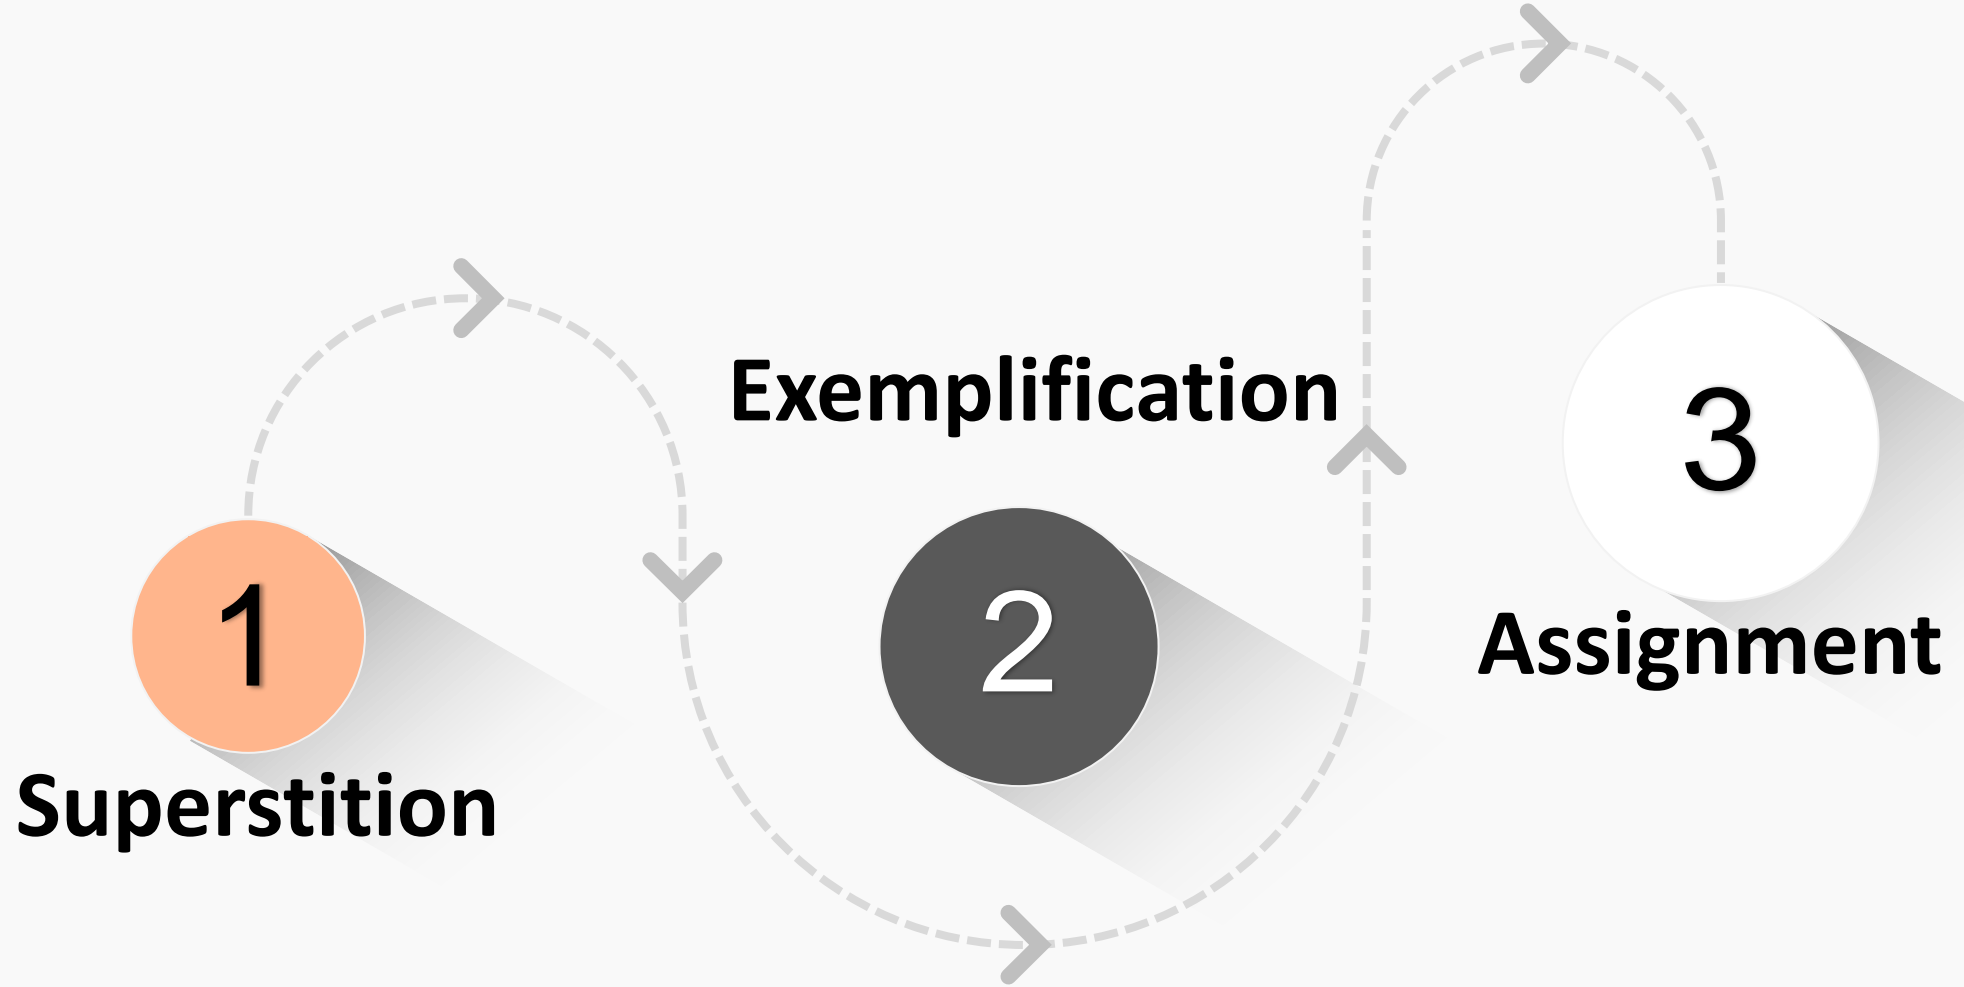 1
Superstition
Exemplification
2
3
Assignment